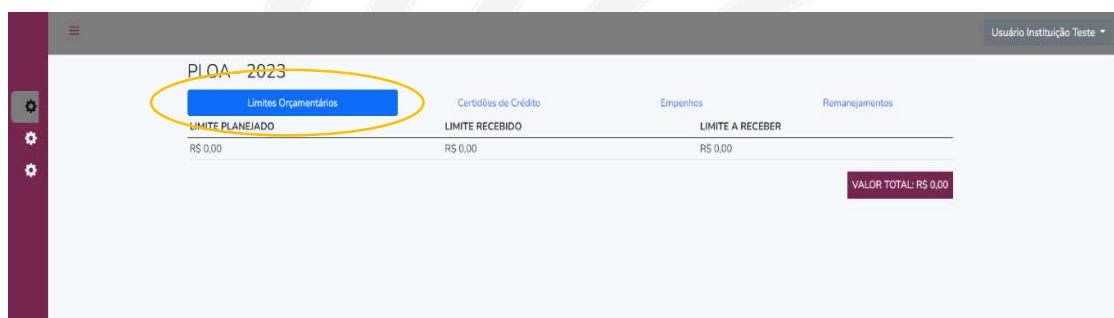 Usuário Instituição Teste
PLOA - 2023
Limites Orçamentários Certidões de Crédito Empenhos Remanejamentos
LIMITE PLANEJADO LIMITE RECEBIDO LIMITE A RECEBER
R$ 0,00 R$ 0,00 R$ 0,00
VALOR TOTAL: R$ 0,00